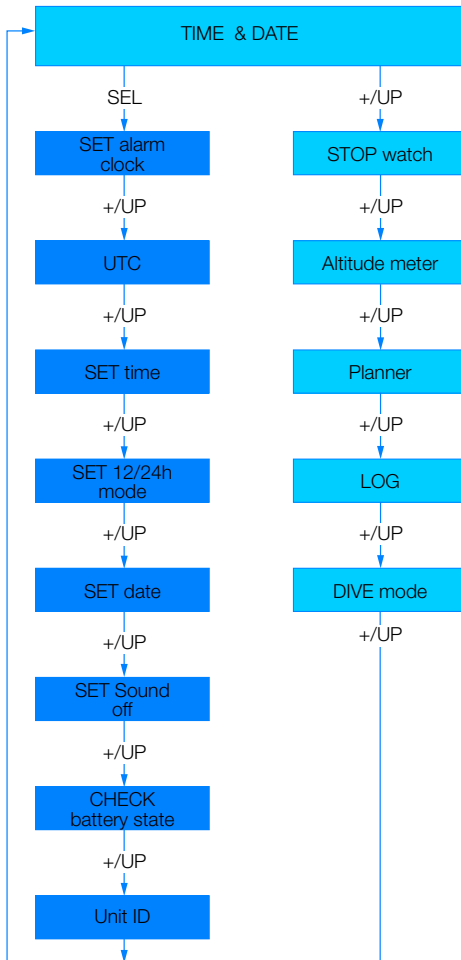 TIME & DATE
SEL
SET alarm
clock
+/UP
UTC
+/UP
SET time
+/UP
SET 12/24h
mode
+/UP
SET date
+/UP
SET Sound
off
+/UP
CHECK
battery state
+/UP
Unit ID
+/UP
STOP watch
+/UP
Altitude meter
+/UP
Planner
+/UP
LOG
+/UP
DIVE mode
+/UP